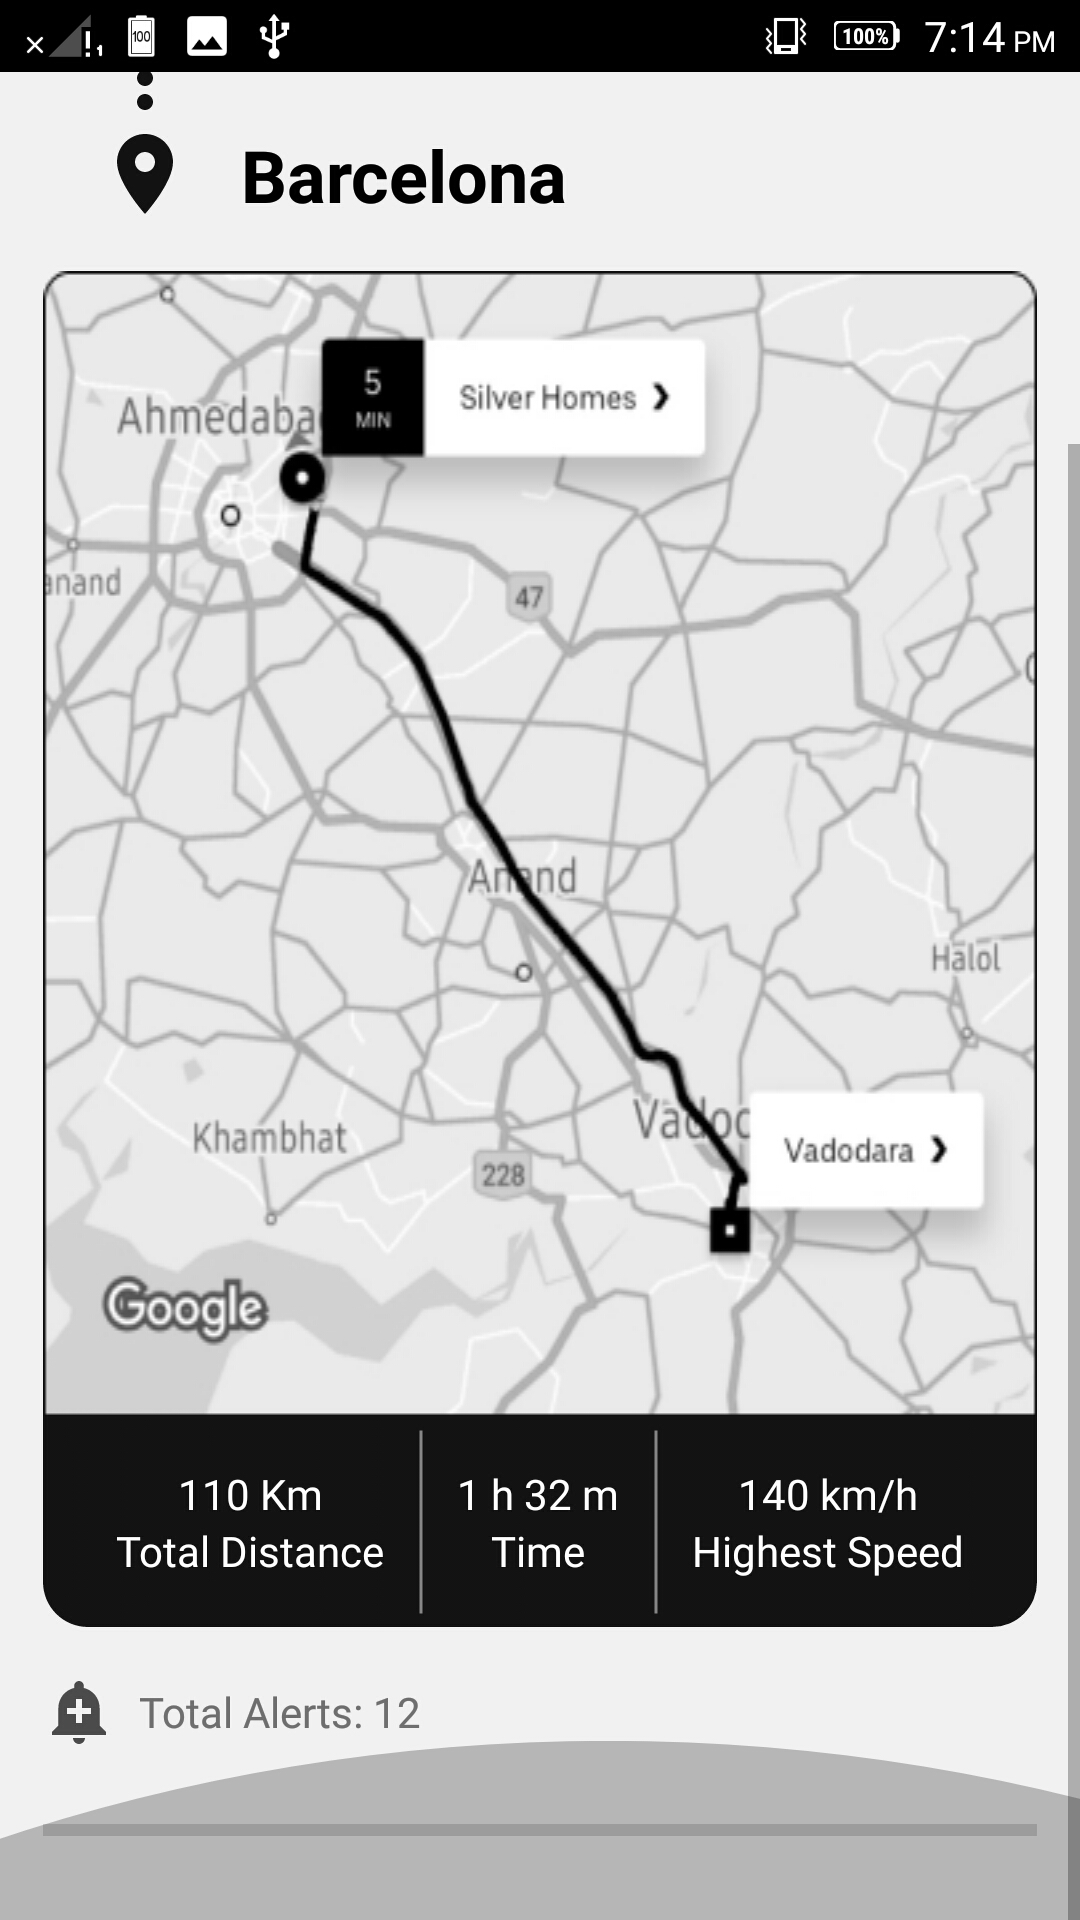 100
100%
7:14 PM
Barcelona
5
MIN
Silver Homes
Ahmedaba
anand
47
Anand
Halol
Khambhat
Vadod
Vadodara
228
Google
110 Km
Total Distance
1 h 32 m
Time
140 km/h
Highest Speed
Total Alerts: 12